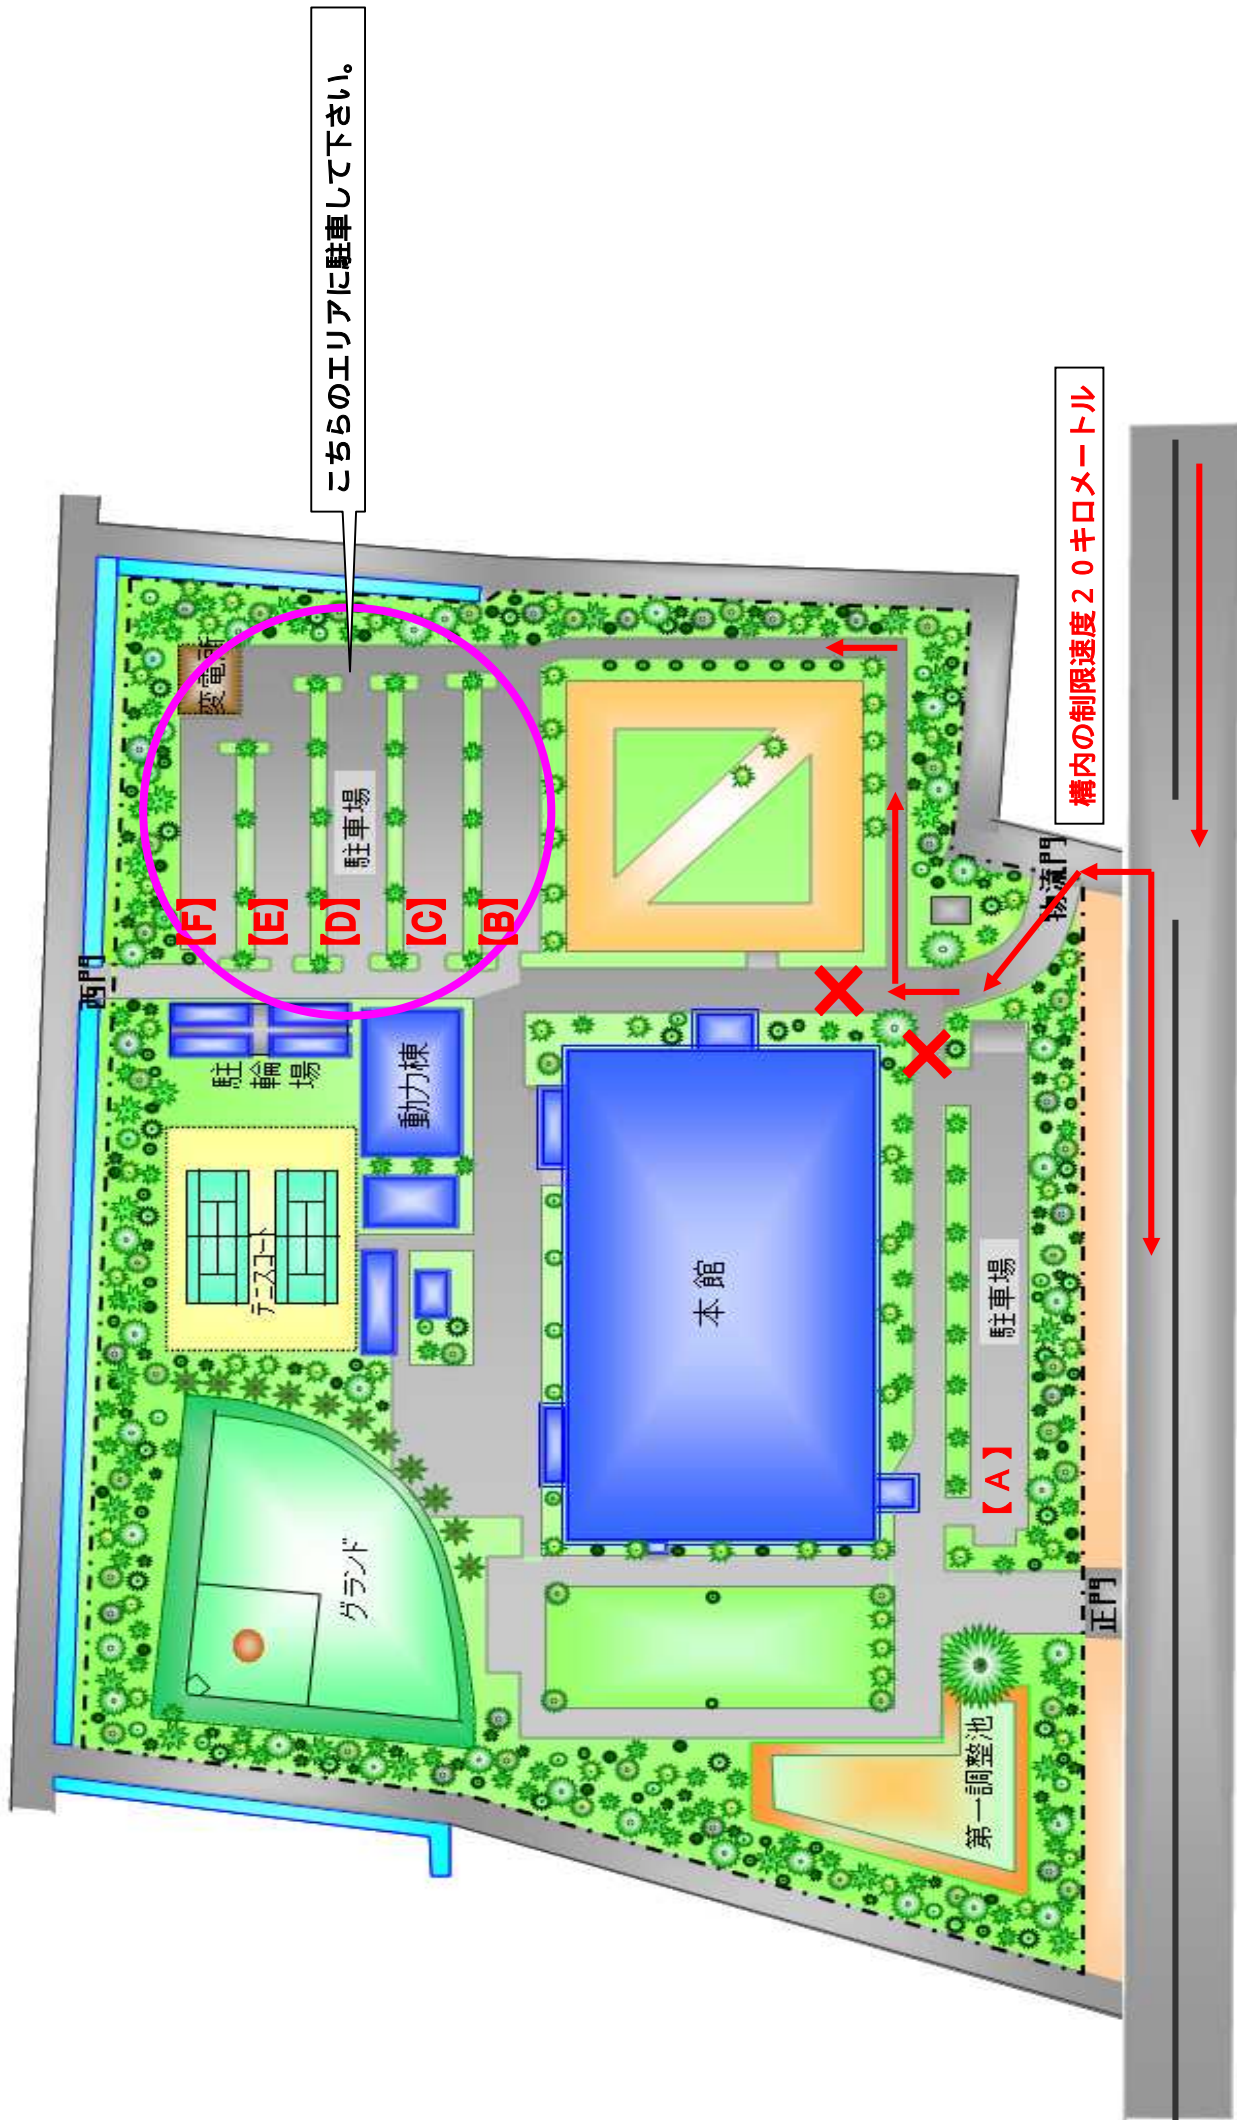 こちらのエリアに駐車して下さい。
構内の制限速度２０キロメートル
変電所
駐車場
【F】
【E】
【D】
【C】
【B】
物流門
西門
駐輪場
動力棟
テニスコート
本館
駐車場
【A】
グランド
正門
第一調整池